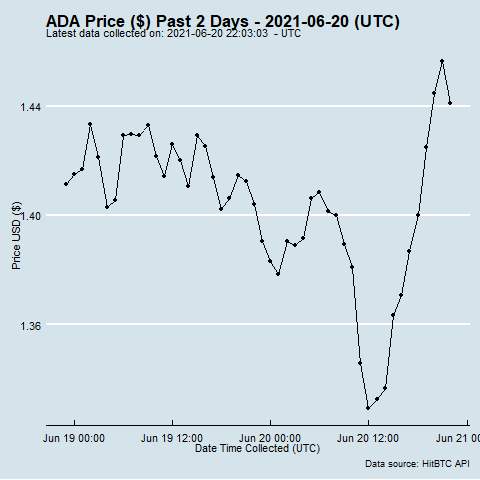 ADA Price ($) Past 2 Days - 2021-06-20 (UTC)
Latest data collected on: 2021-06-20 22:03:03 - UTC
1.44
1.40
1.36
Price USD ($)
Jun 19 00:00 Jun 19 12:00 Jun 20 00:00 Jun 20 12:00 Jun 21 0
Date Time Collected (UTC)
Data source: HitBTC API